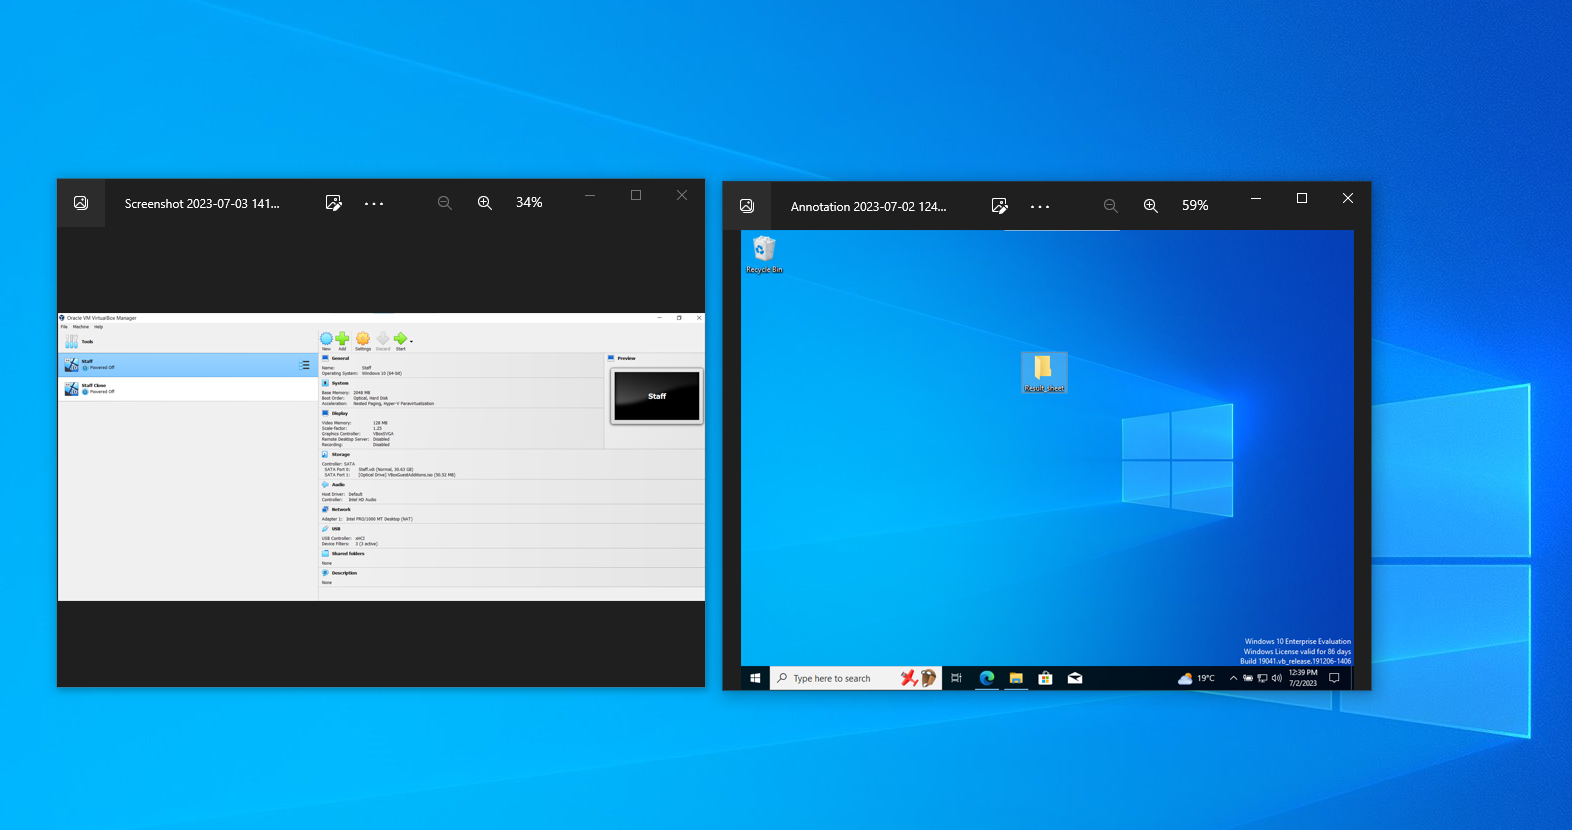 Screenshot 2023-07-03 141...
34%
Oracle VM VirtualBox Manager
File Machine Help
Tools
New Add Settings Discard Start
Staff
Powered Off
Staff Clone
Powered Off
General
Name: Staff
Operating System: Windows 10 (64-bit)
System
Base Memory: 2048 MB
Boot Order: Optical, Hard Disk
Acceleration: Nested Paging, Hyper-V Paravirtualization
Display
Video Memory: 128 MB
Scale-factor: 1.25
Graphics Controller: VBoxSVGA
Remote Desktop Server: Disabled
Recording: Disabled
Storage
Controller: SATA
SATA Port 0: Staff.vdi (Normal, 30.63 GB)
SATA Port 1: [Optical Drive] VBoxGuestAdditions.iso (50.52 MB)
Audio
Host Driver: Default
Controller: Intel HD Audio
Network
Adapter 1: Intel PRO/1000 MT Desktop (NAT)
USB
USB Controller: xHCI
Device Filters: 3 (3 active)
Shared folders
None
Description
None
Preview
Staff
Annotation 2023-07-02 124...
59%
Recycle Bin
Result_sheet
Windows 10 Enterprise Evaluation
Windows License valid for 86 days
Build 19041.vb_release.191206-1406
Type here to search
19°C
12:39 PM
7/2/2023